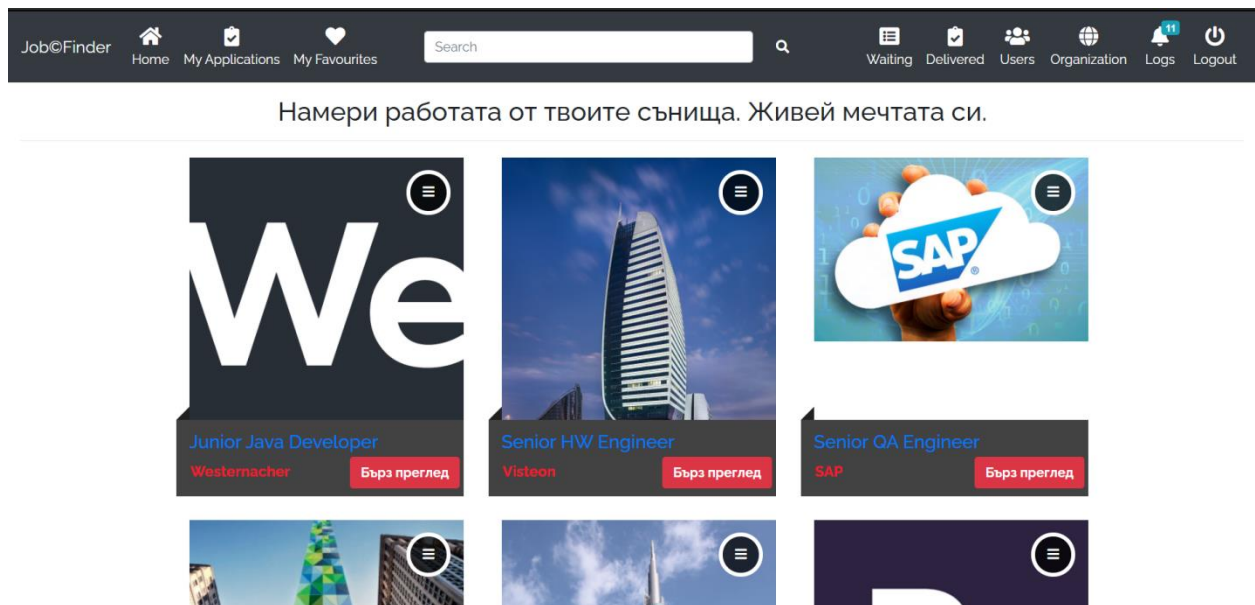 Job©Finder
Home My Applications My Favourites
Search
Waiting Delivered Users Organization
11
Logs Logout
Намери работата от твоите сънища. Живей мечтата си.
We
SAP
®
Junior Java Developer
Westernacher
Бърз преглед
Senior HW Engineer
Visteon
Бърз преглед
Senior QA Engineer
SAP
Бърз преглед